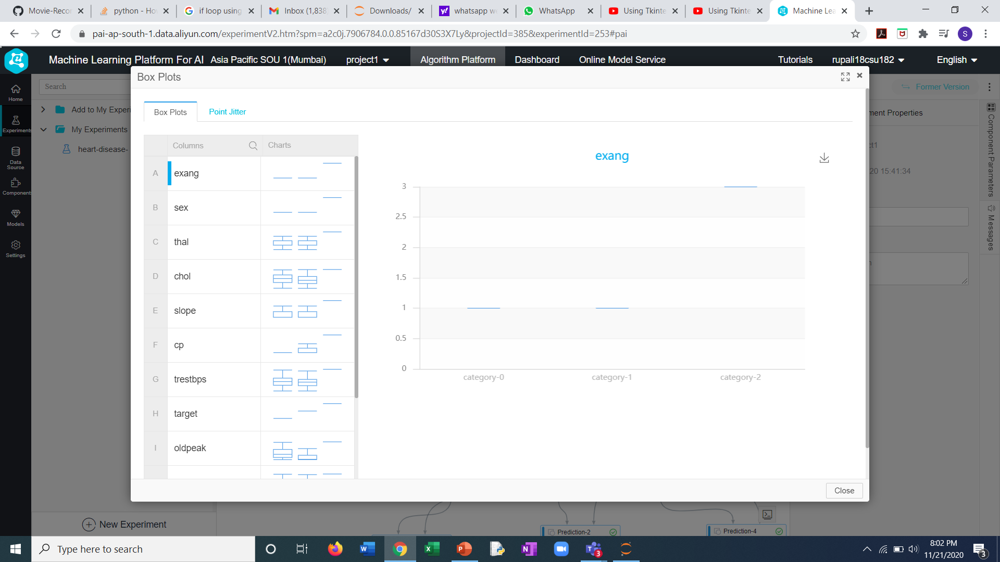 Movie-Recor
python - Ho
if loop using
Inbox (1,838
Downloads/
whatsapp we
WhatsApp
Using Tkinte
Using Tkinte
Machine Lea
pai-ap-south-1.data.aliyun.com/experimentV2.htm?spm=a2c0j.7906784.0.0.85167d30S3X7Ly&projectId=385&experimentId=253#pai
S
Machine Learning Platform For AI
Asia Pacific SOU 1(Mumbai)
project1
Algorithm Platform
Dashboard
Online Model Service
Tutorials
rupali18csu182
English
Home
Experiments
Data Source
Component
Models
Settings
Search
Add to My Experi
My Experiments
heart-disease-
New Experiment
Box Plots
Box Plots
Point Jitter
Columns
Charts
A exang
B sex
C thal
D chol
E slope
F cp
G trestbps
H target
I oldpeak
exang
3
2.5
2
1.5
1
0.5
0
category-0
category-1
category-2
Close
Former Version
ment Properties
ct1
20 15:41:34
Component Parameters
Messages
Prediction-2
Prediction-4
Type here to search
3
8:02 PM
11/21/2020
3